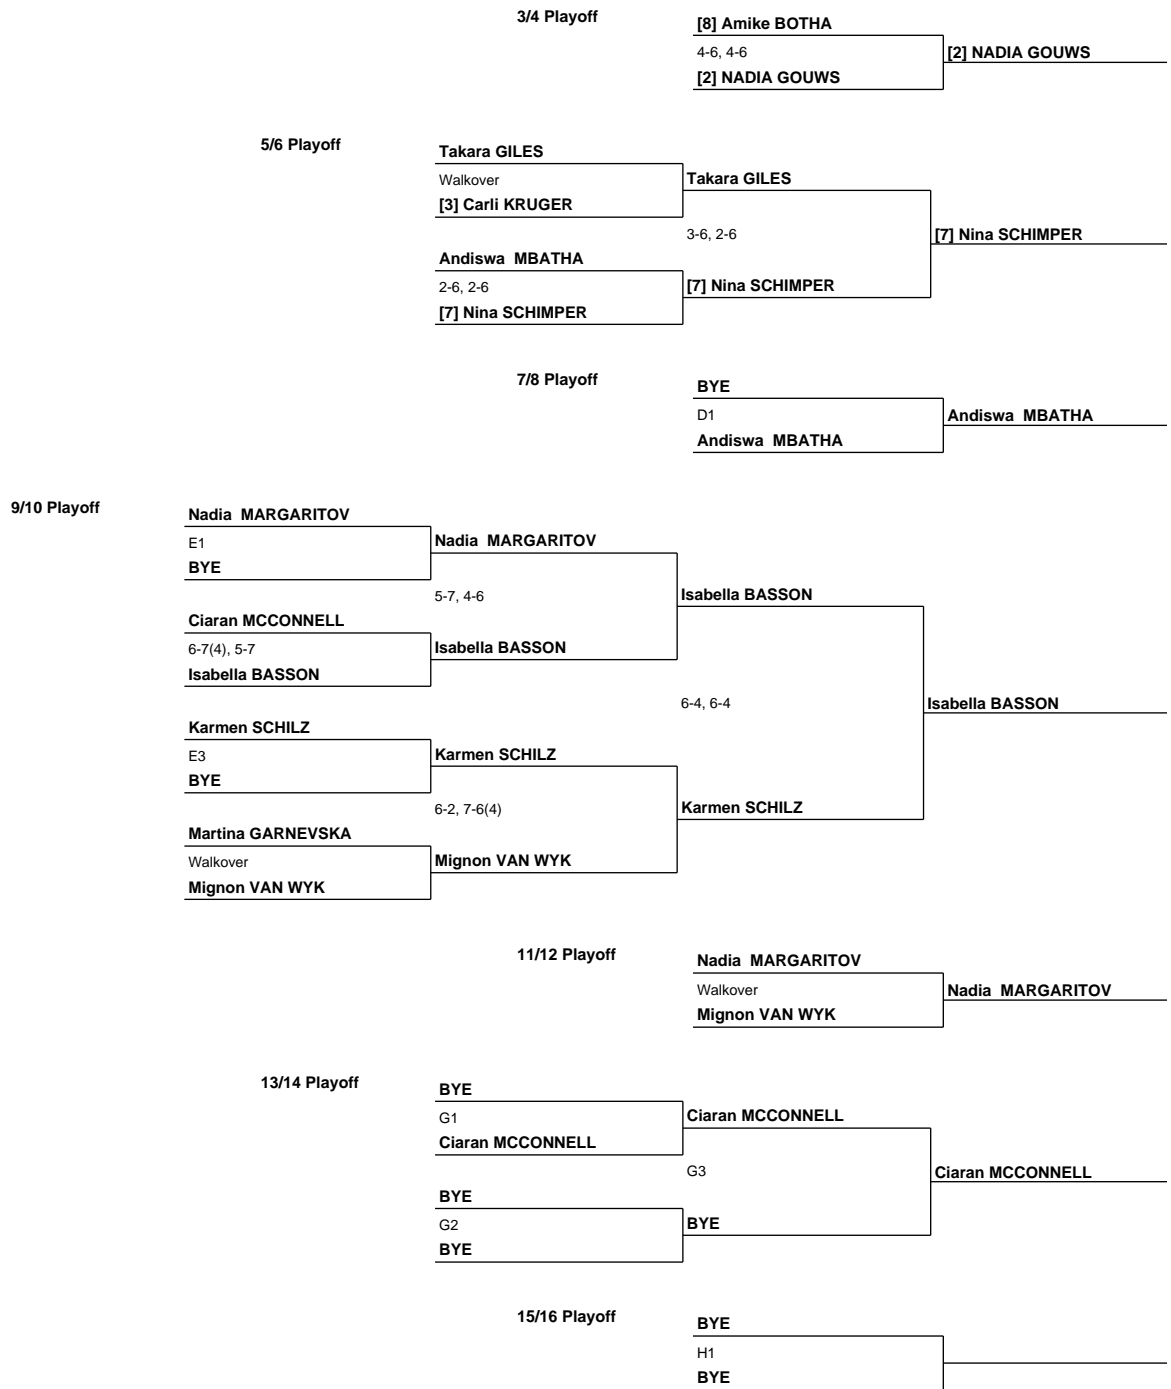 3/4 Playoff
[8] Amike BOTHA
4-6, 4-6
[2] NADIA GOUWS
[2] NADIA GOUWS
5/6 Playoff
Takara GILES
Walkover
Takara GILES
[3] Carli KRUGER
3-6, 2-6
[7] Nina SCHIMPER
Andiswa MBATHA
2-6, 2-6
[7] Nina SCHIMPER
[7] Nina SCHIMPER
7/8 Playoff
BYE
D1
Andiswa MBATHA
Andiswa MBATHA
9/10 Playoff
Nadia MARGARITOV
E1
Nadia MARGARITOV
BYE
5-7, 4-6
Isabella BASSON
Ciaran MCCONNELL
6-7(4), 5-7
Isabella BASSON
Isabella BASSON
6-4, 6-4
Isabella BASSON
Karmen SCHILZ
E3
Karmen SCHILZ
BYE
6-2, 7-6(4)
Karmen SCHILZ
Martina GARNEVSKA
Walkover
Mignon VAN WYK
Mignon VAN WYK
11/12 Playoff
Nadia MARGARITOV
Walkover
Nadia MARGARITOV
Mignon VAN WYK
13/14 Playoff
BYE
G1
Ciaran MCCONNELL
Ciaran MCCONNELL
G3
Ciaran MCCONNELL
BYE
G2
BYE
BYE
15/16 Playoff
BYE
H1
BYE